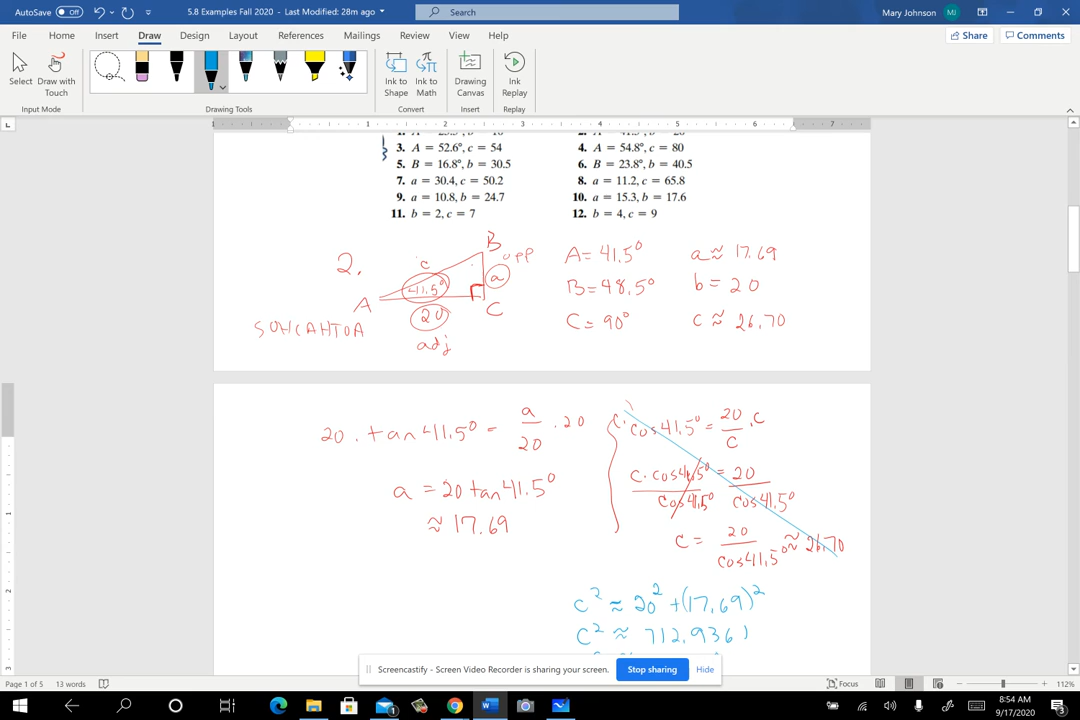 AutoSave Off 5.8 Examples Fall 2020 - Last Modified: 28m ago Search Mary Johnson MJ
File Home Insert Draw Design Layout References Mailings Review View Help Share Comments
Select Draw with Touch Ink to Shape Ink to Math Drawing Canvas Ink Replay
Input Mode Drawing Tools Convert Insert Replay
1 1 2 3 4 5 6 7
3. A = 52.6°, c = 54 4. A = 54.8°, c = 80
5. B = 16.8°, b = 30.5 6. B = 23.8°, b = 40.5
7. a = 30.4, c = 50.2 8. a = 11.2, c = 65.8
9. a = 10.8, b = 24.7 10. a = 15.3, b = 17.6
11. b = 2, c = 7 12. b = 4, c = 9
2. c B opp A = 41.5° a ≈ 17.69
A 41.5° a B = 48.5° b = 20
SOHCAHTOA 20 C C = 90° c ≈ 26.70
adj
20 · tan 41.5° = a/20 · 20 c · cos 41.5° = 20/c · c
a = 20 tan 41.5° c · cos 41.5° / cos 41.5° = 20 / cos 41.5°
≈ 17.69
c = 20 / cos 41.5° ≈ 26.70
c² ≈ 20² + (17.69)²
c² ≈ 712.9361
Screencastify - Screen Video Recorder is sharing your screen. Stop sharing Hide
Page 1 of 5 13 words Focus 112%
8:54 AM
9/17/2020